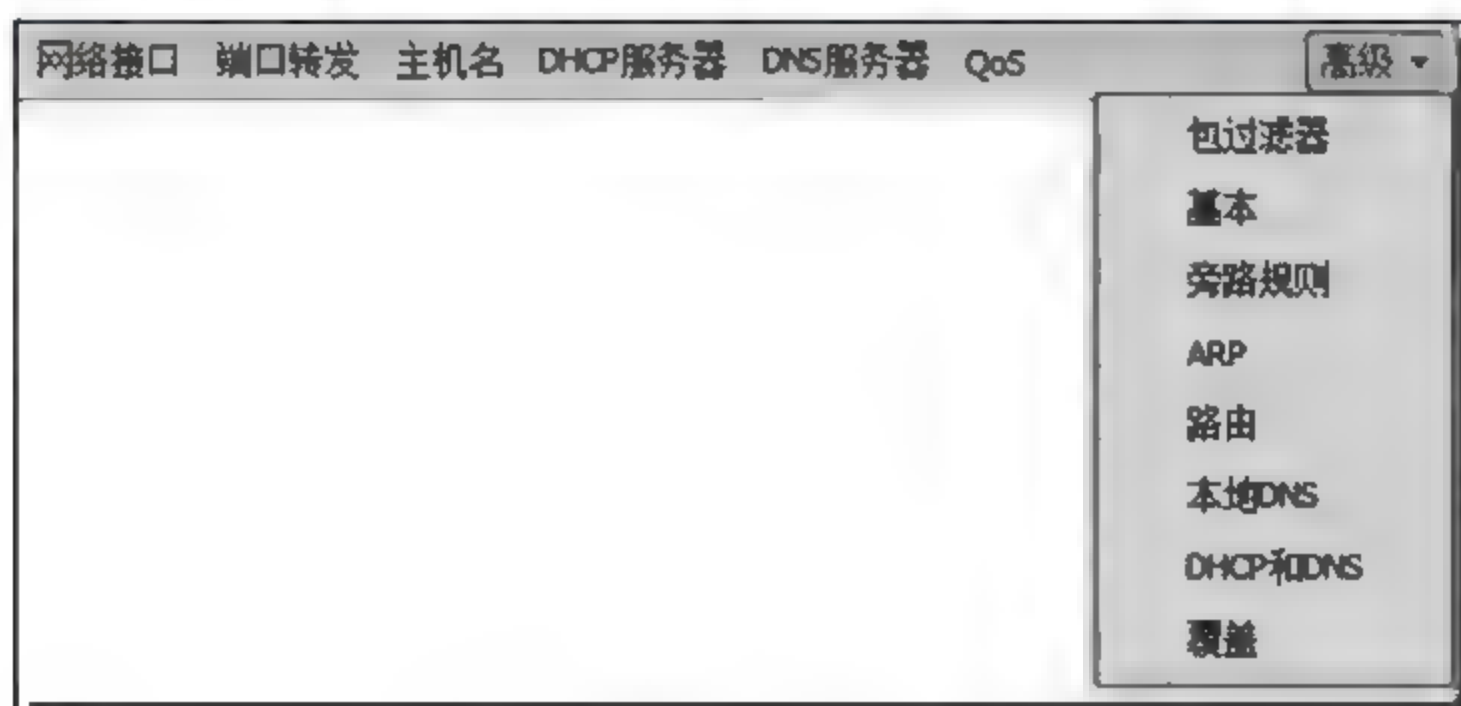 网络接口 端口转发 主机名 DHCP服务器 DNS服务器 QoS 高级
包过滤器
基本
旁路规则
ARP
路由
本地DNS
DHCP和DNS
覆盖